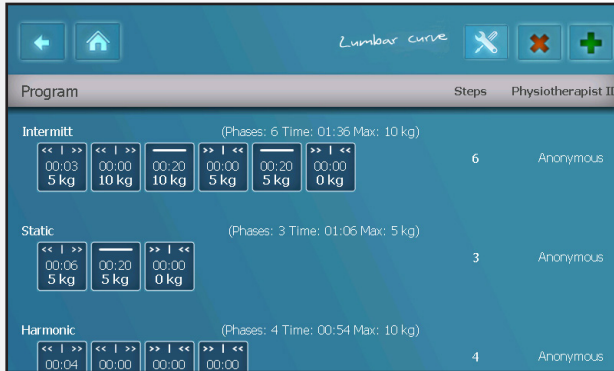 Lumbar curve
Program Steps Physiotherapist II
Intermitt (Phases: 6 Time: 01:36 Max: 10 kg)
<< | >> << | >> >> | << >> | <<
00:03 00:00 00:20 00:00 00:20 00:00 6 Anonymous
5 kg 10 kg 10 kg 5 kg 5 kg 0 kg
Static (Phases: 3 Time: 01:06 Max: 5 kg)
<< | >> >> | <<
00:06 00:20 00:00 3 Anonymous
5 kg 5 kg 0 kg
Harmonic (Phases: 4 Time: 00:54 Max: 10 kg)
<< | >> << | >> >> | << >> | <<
00:04 00:00 00:00 00:00 4 Anonymous